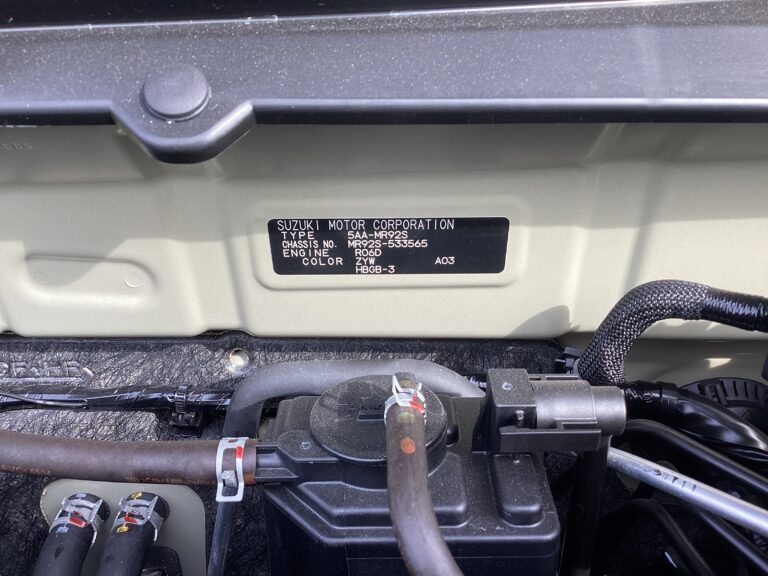 SUZUKI MOTOR CORPORATION
TYPE 5AA-MR92S
CHASSIS NO. MR92S-533565
ENGINE R06D
COLOR ZYW A03
HBGB-3